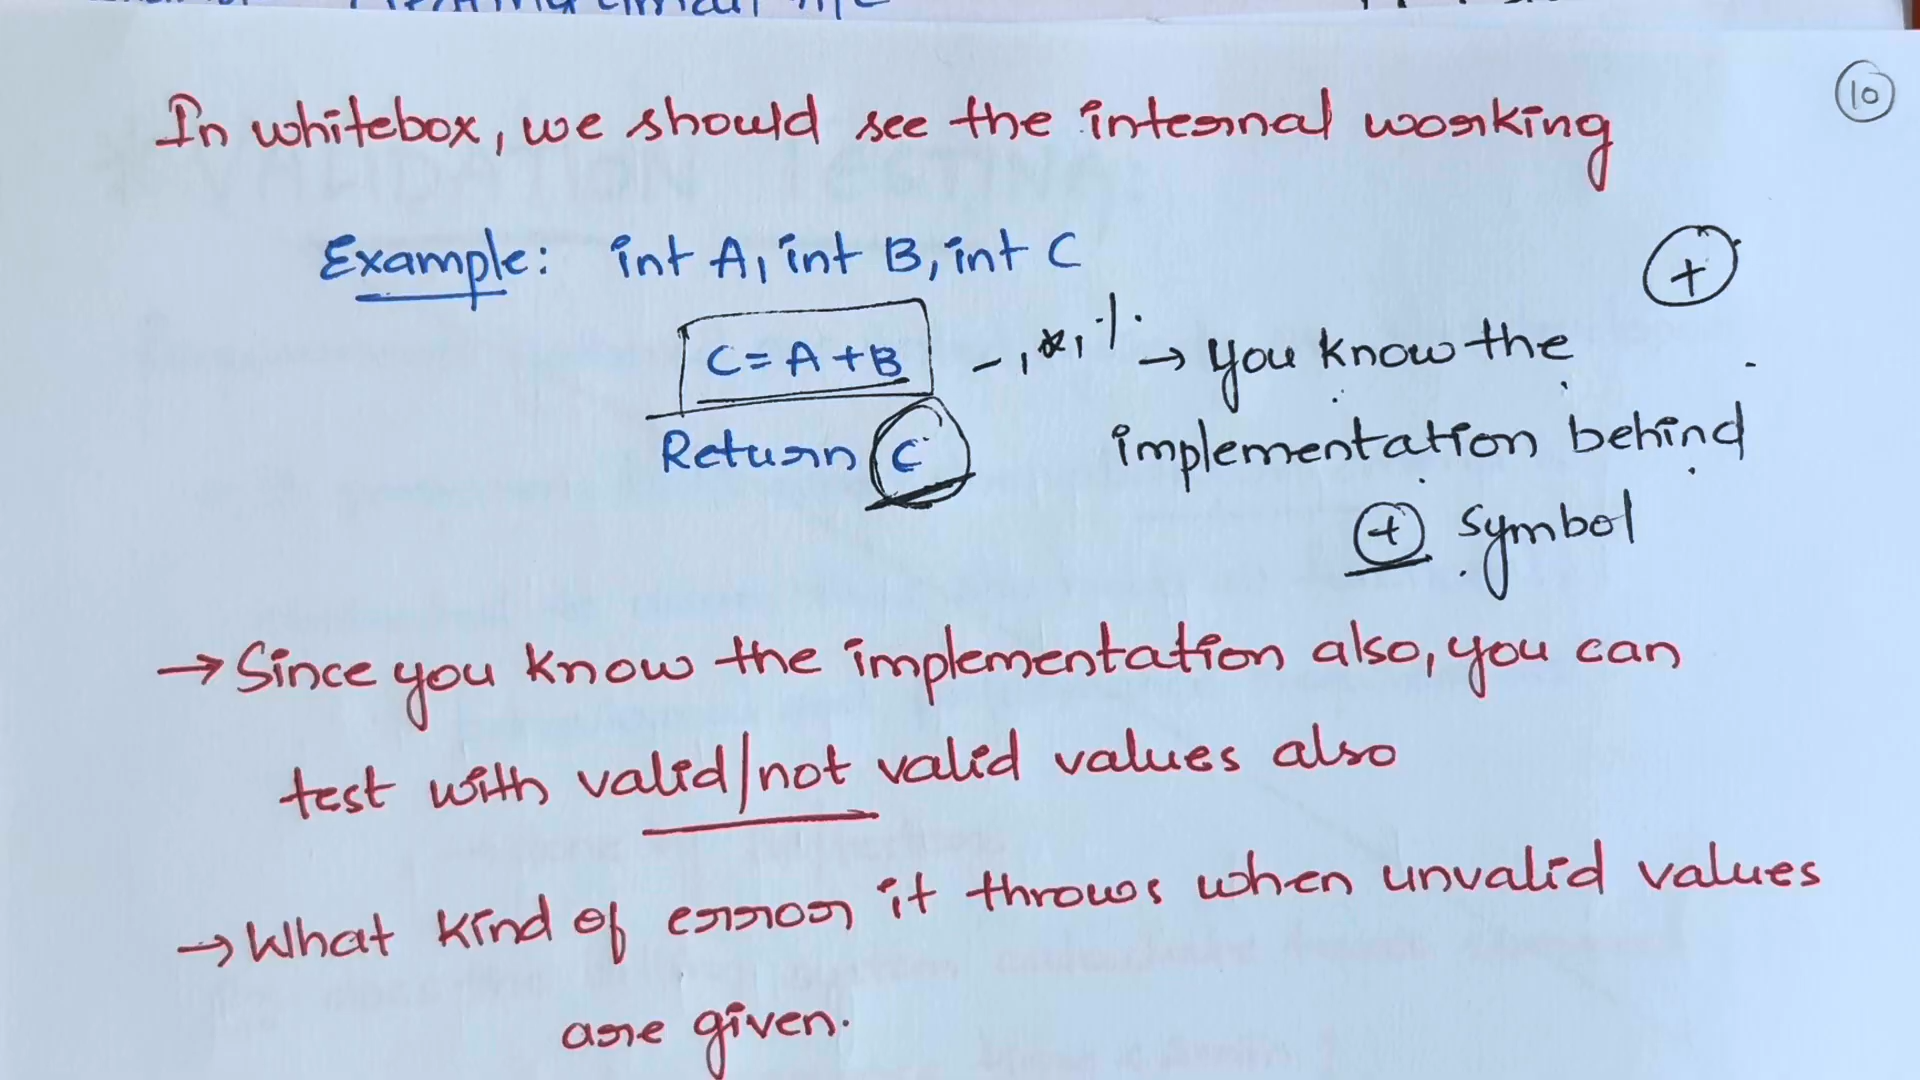 10
In whitebox, we should see the internal working
Example: int A, int B, int C
+
C = A + B -, *, % → you know the
Return C implementation behind
+ symbol
→ Since you know the implementation also, you can
test with valid/not valid values also
→ What kind of error it throws when unvalid values
are given.